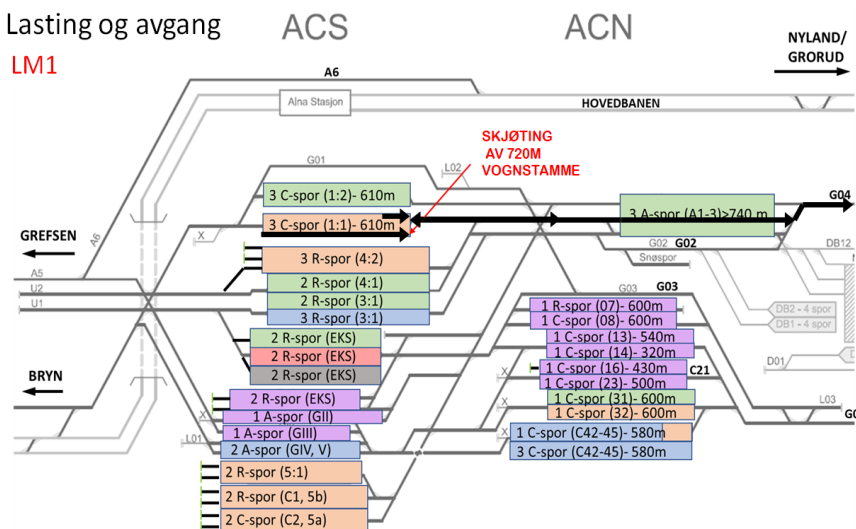 Lasting og avgang
ACS
ACN
LM1
NYLAND/
GRORUD
A6
Alna Stasjon
HOVEDBANEN
SKJØTING
AV 720M
VOGNSTAMME
G01
L02
3 C-spor (1:2)- 610m
3 C-spor (1:1)- 610m
3 A-spor (A1-3)>740 m
G04
X
A6
GREFSEN
3 R-spor (4:2)
G02
G02
DB12
Snøspor
A5
U2
U1
2 R-spor (4:1)
2 R-spor (3:1)
3 R-spor (3:1)
G03
G03
1 R-spor (07)- 600m
1 C-spor (08)- 600m
DB2 - 4 spor
DB1 - 4 spor
2 R-spor (EKS)
2 R-spor (EKS)
2 R-spor (EKS)
1 C-spor (13)- 540m
1 C-spor (14)- 320m
1 C-spor (16)- 430m
C21
X
1 C-spor (23)- 500m
D01
BRYN
2 R-spor (EKS)
X
1 A-spor (GII)
1 A-spor (GIII)
L01
2 A-spor (GIV, V)
1 C-spor (31)- 600m
X
1 C-spor (32)- 600m
L03
X
1 C-spor (C42-45)- 580m
3 C-spor (C42-45)- 580m
2 R-spor (5:1)
2 R-spor (C1, 5b)
2 C-spor (C2, 5a)